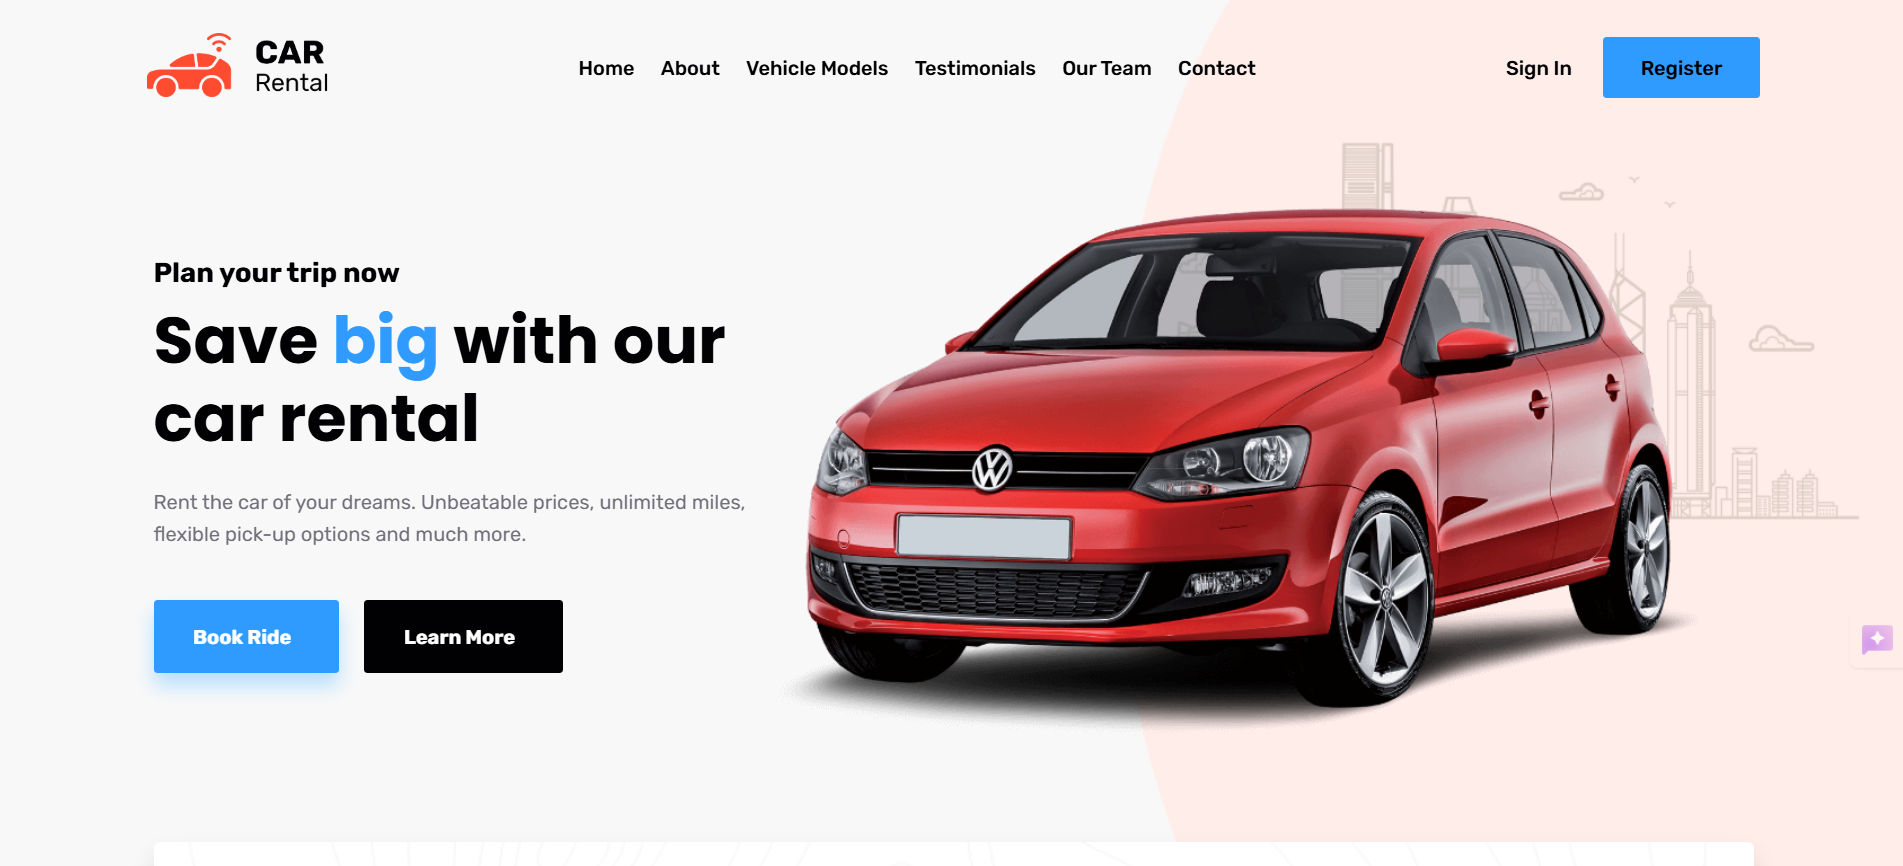 CAR
Rental
Home About Vehicle Models Testimonials Our Team Contact
Sign In Register
Plan your trip now
Save big with our
car rental
Rent the car of your dreams. Unbeatable prices, unlimited miles,
flexible pick-up options and much more.
Book Ride Learn More